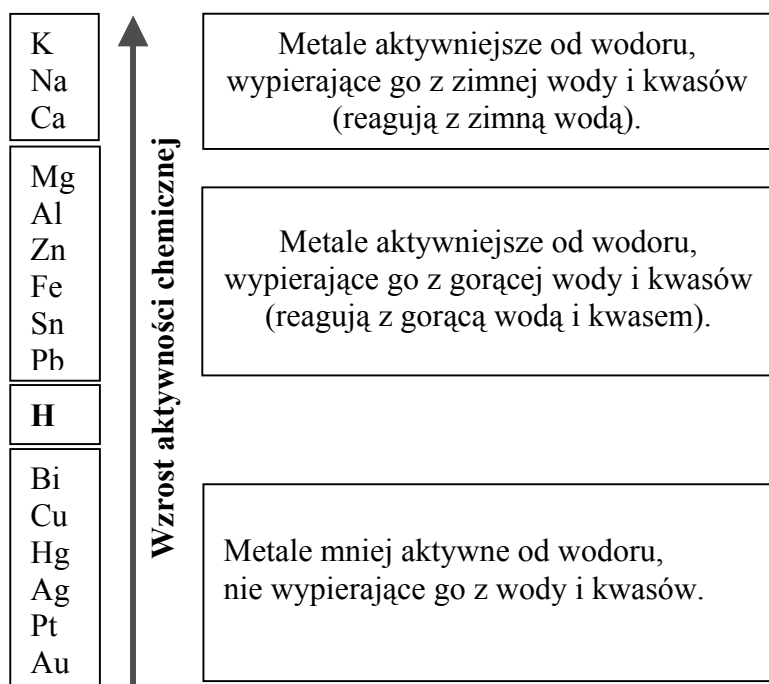 K
Na
Ca
Metale aktywniejsze od wodoru,
wypierające go z zimnej wody i kwasów
(reagują z zimną wodą).
Mg
Al
Zn
Fe
Sn
Pb
Metale aktywniejsze od wodoru,
wypierające go z gorącej wody i kwasów
(reagują z gorącą wodą i kwasem).
H
Bi
Cu
Hg
Ag
Pt
Au
Metale mniej aktywne od wodoru,
nie wypierające go z wody i kwasów.
Wzrost aktywności chemicznej